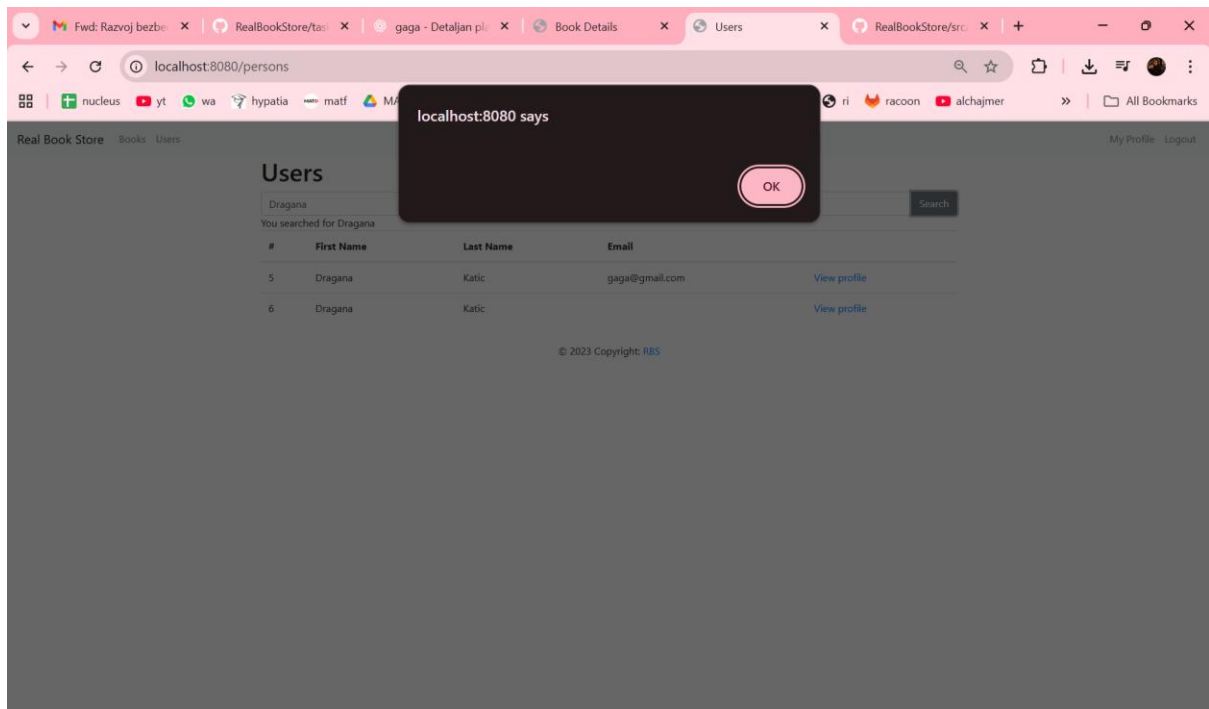 Fwd: Razvoj bezbe
RealBookStore/tas
gaga - Detaljan pl
Book Details
Users
RealBookStore/src
localhost:8080/persons
nucleus yt wa hypatia matf ri racoon alchajmer All Bookmarks
localhost:8080 says
OK
Real Book Store Books Users My Profile Logout
Users
Dragana Search
You searched for Dragana
# First Name Last Name Email
5 Dragana Katic gaga@gmail.com View profile
6 Dragana Katic View profile
© 2023 Copyright: RBS